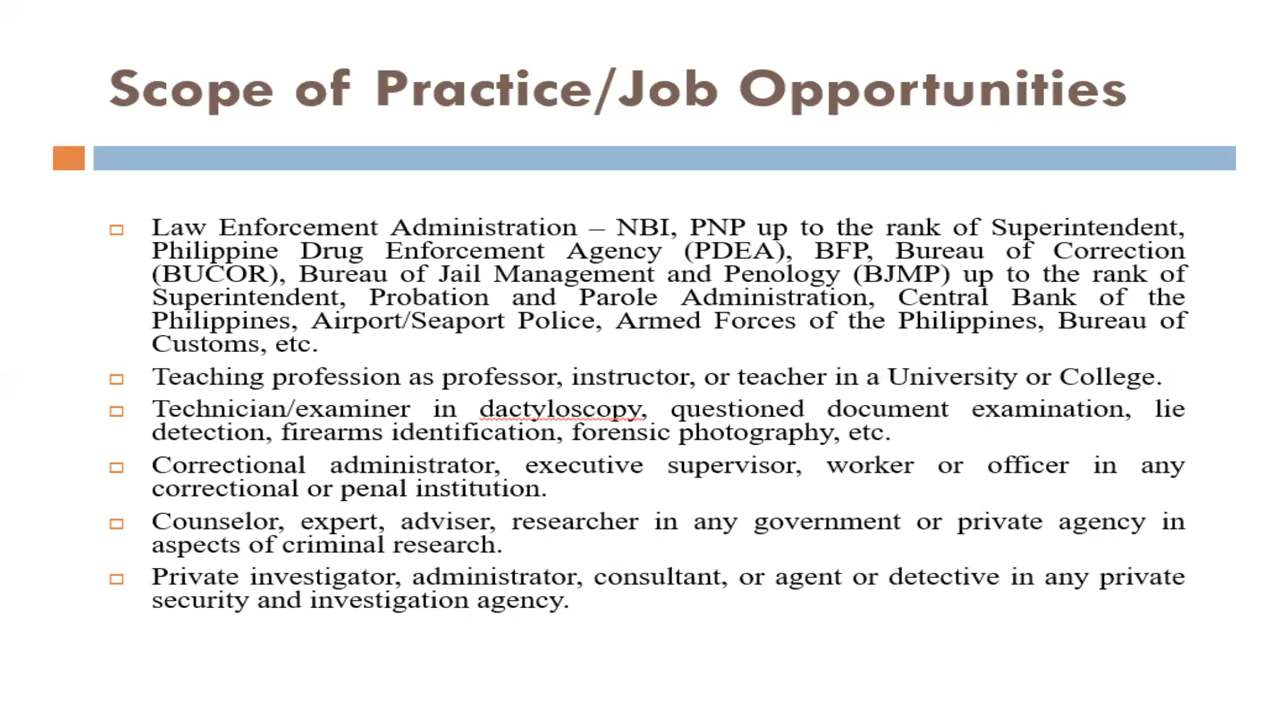 Scope of Practice/Job Opportunities
Law Enforcement Administration – NBI, PNP up to the rank of Superintendent,
Philippine Drug Enforcement Agency (PDEA), BFP, Bureau of Correction
(BUCOR), Bureau of Jail Management and Penology (BJMP) up to the rank of
Superintendent, Probation and Parole Administration, Central Bank of the
Philippines, Airport/Seaport Police, Armed Forces of the Philippines, Bureau of
Customs, etc.
Teaching profession as professor, instructor, or teacher in a University or College.
Technician/examiner in dactyloscopy, questioned document examination, lie
detection, firearms identification, forensic photography, etc.
Correctional administrator, executive supervisor, worker or officer in any
correctional or penal institution.
Counselor, expert, adviser, researcher in any government or private agency in
aspects of criminal research.
Private investigator, administrator, consultant, or agent or detective in any private
security and investigation agency.